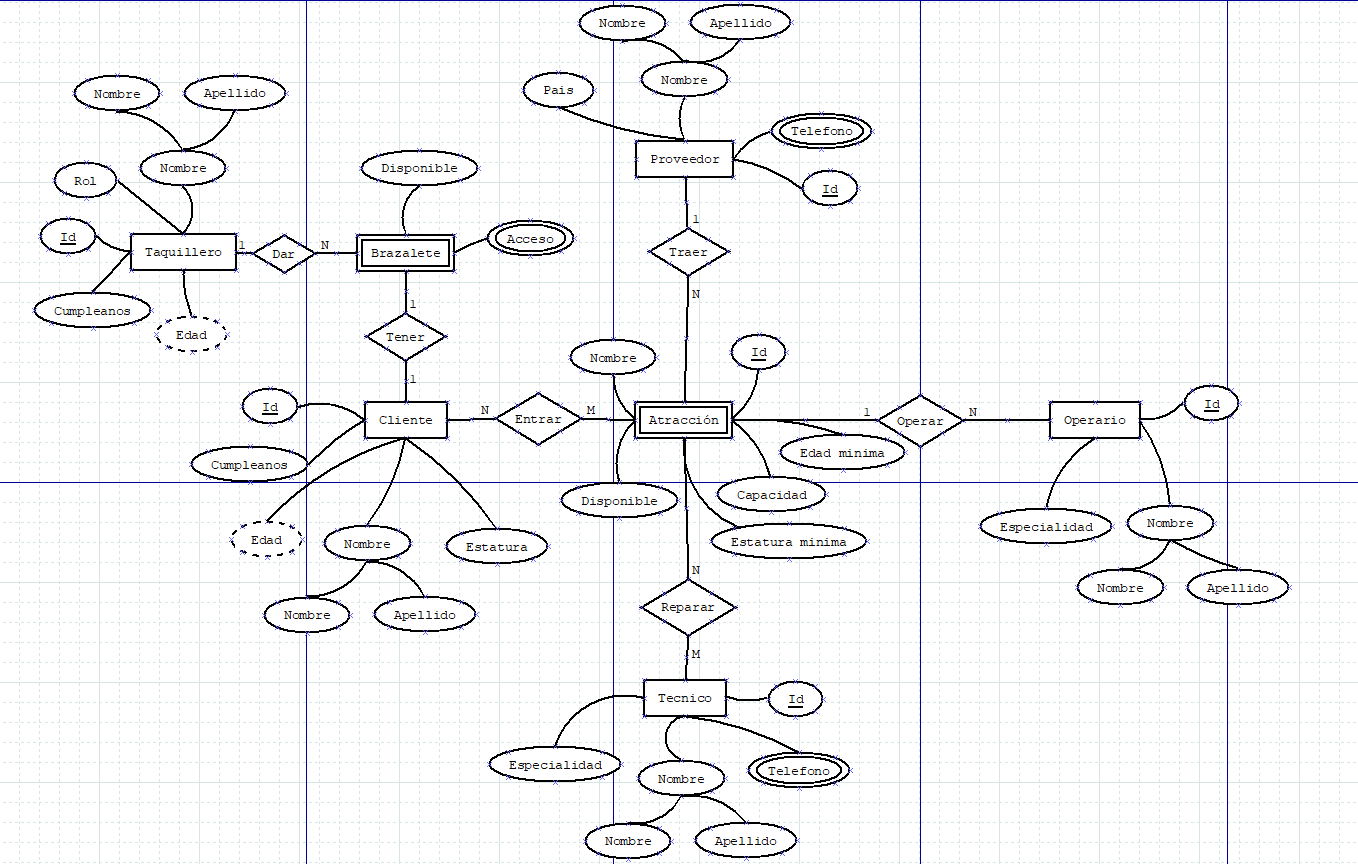 Nombre
Apellido
Nombre
Pais
Telefono
Proveedor
Id
1
Traer
N
Nombre
Apellido
Nombre
Rol
Id
Taquillero
Cumpleanos
Edad
1
Dar
N
Disponible
Brazalete
Acceso
1
Tener
1
Id
Cliente
Cumpleanos
Edad
Nombre
Estatura
Nombre
Apellido
N
Entrar
M
Nombre
Id
Atracción
Disponible
Edad minima
Capacidad
Estatura minima
1
Operar
N
Operario
Id
Especialidad
Nombre
Nombre
Apellido
N
Reparar
M
Tecnico
Id
Especialidad
Nombre
Telefono
Nombre
Apellido